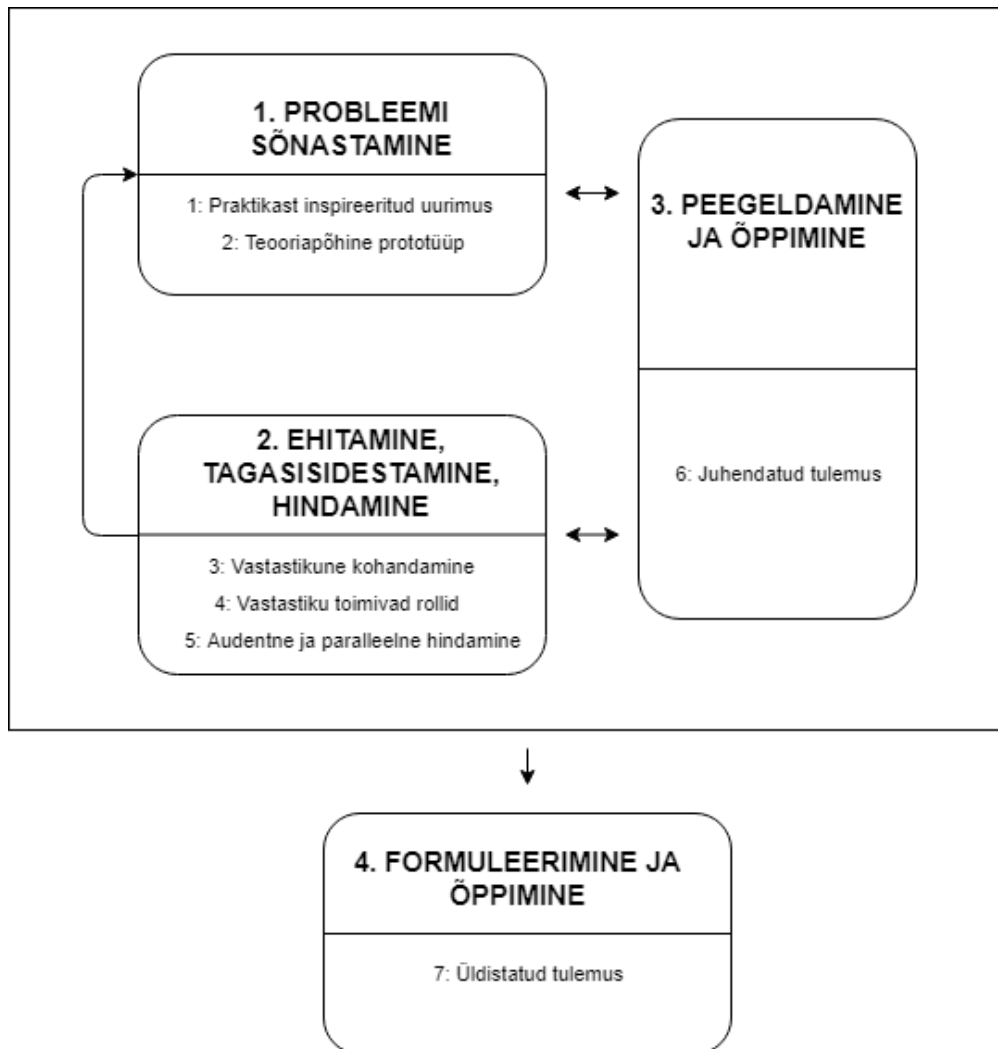 1. PROBLEEMI
SÕNASTAMINE
1: Praktikast inspireeritud uurimus
2: Teooriapõhine prototüüp
3. PEEGELDAMINE
JA ÕPPIMINE
6: Juhendatud tulemus
2. EHITAMINE,
TAGASISIDESTAMINE,
HINDAMINE
3: Vastastikune kohandamine
4: Vastastiku toimivad rollid
5: Audentne ja paralleelne hindamine
4. FORMULEERIMINE JA
ÕPPIMINE
7: Üldistatud tulemus